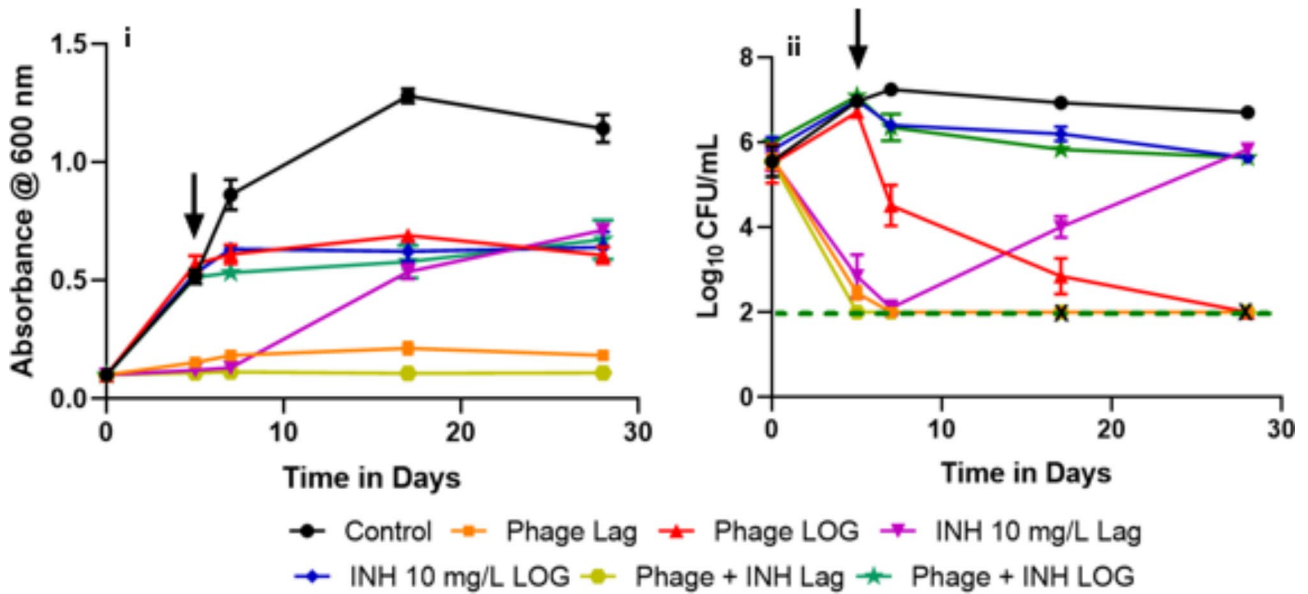 i
ii
Absorbance @ 600 nm
1.5
1.0
0.5
0.0
0
10
20
30
Time in Days
Log10 CFU/mL
8
6
4
2
0
0
10
20
30
Time in Days
X X
Control Phage Lag Phage LOG INH 10 mg/L Lag
INH 10 mg/L LOG Phage + INH Lag Phage + INH LOG